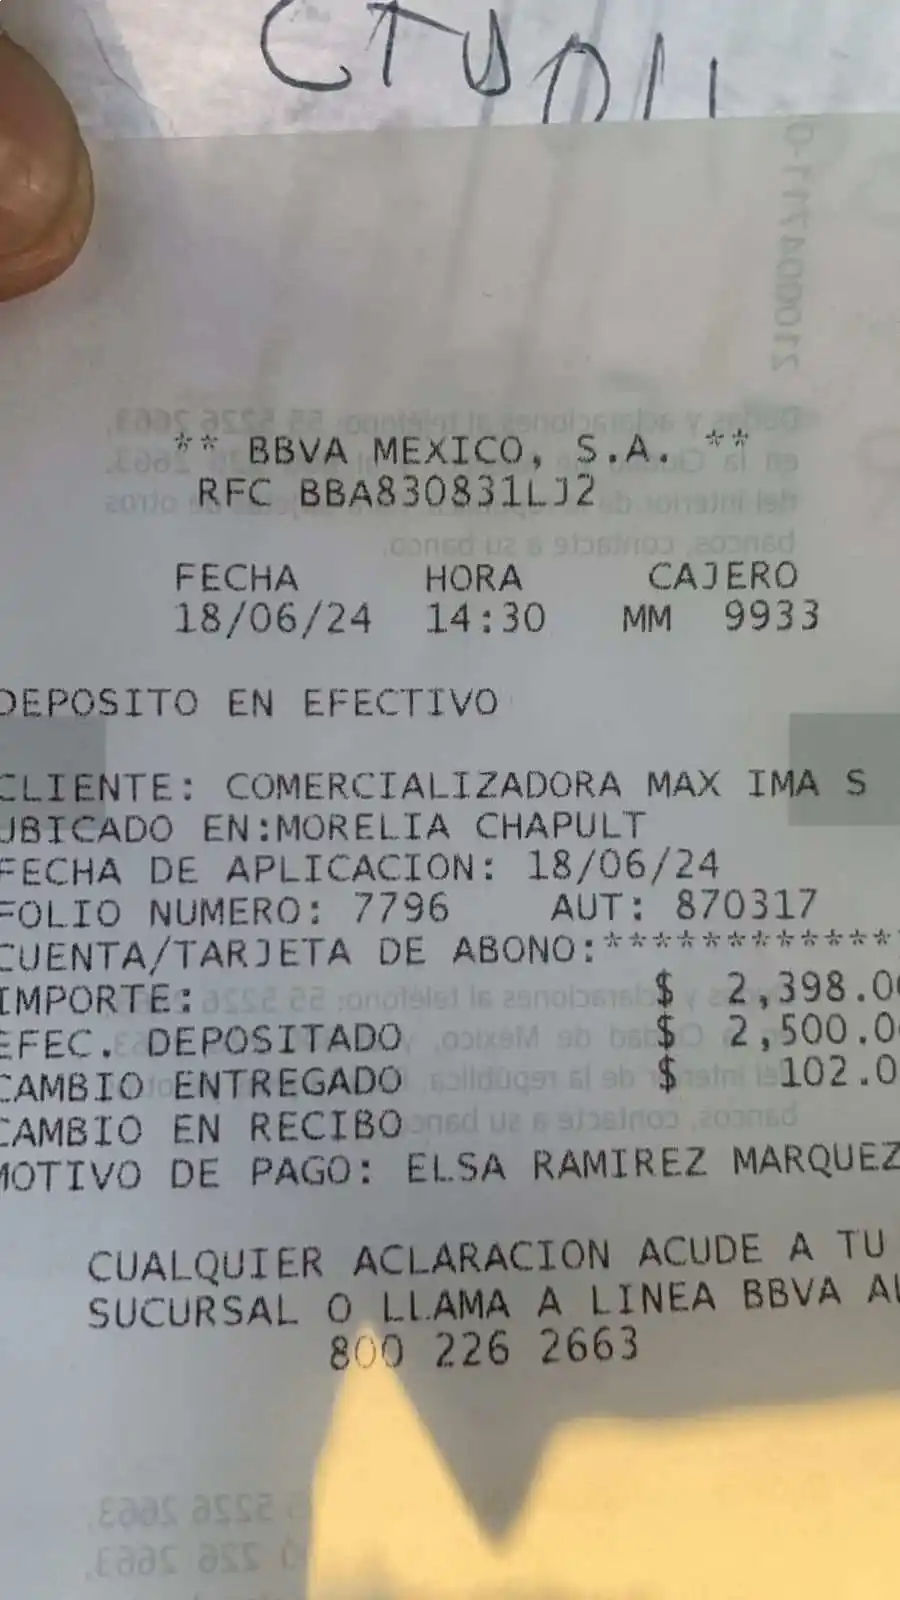 ** BBVA MEXICO, S.A. **
RFC BBA830831LJ2
FECHA HORA CAJERO
18/06/24 14:30 MM 9933
DEPOSITO EN EFECTIVO
CLIENTE: COMERCIALIZADORA MAX IMA S
UBICADO EN:MORELIA CHAPULT
FECHA DE APLICACION: 18/06/24
FOLIO NUMERO: 7796 AUT: 870317
CUENTA/TARJETA DE ABONO:************
IMPORTE: $ 2,398.0
EFEC. DEPOSITADO $ 2,500.0
CAMBIO ENTREGADO $ 102.0
CAMBIO EN RECIBO
MOTIVO DE PAGO: ELSA RAMIREZ MARQUEZ
CUALQUIER ACLARACION ACUDE A TU
SUCURSAL O LLAMA A LINEA BBVA AL
800 226 2663